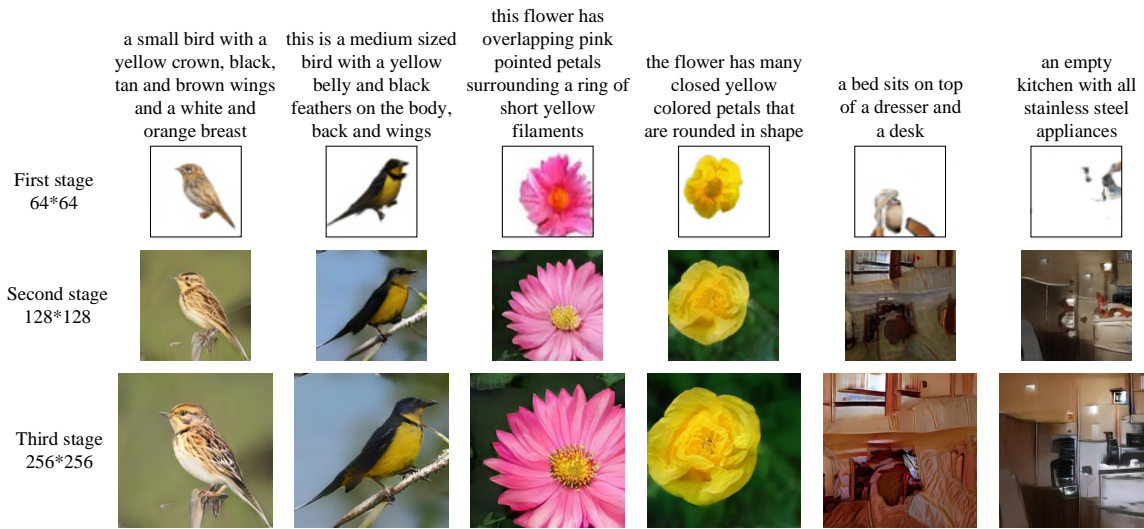 a small bird with a
yellow crown, black,
tan and brown wings
and a white and
orange breast
this is a medium sized
bird with a yellow
belly and black
feathers on the body,
back and wings
this flower has
overlapping pink
pointed petals
surrounding a ring of
short yellow
filaments
the flower has many
closed yellow
colored petals that
are rounded in shape
a bed sits on top
of a dresser and
a desk
an empty
kitchen with all
stainless steel
appliances
First stage
64*64
Second stage
128*128
Third stage
256*256